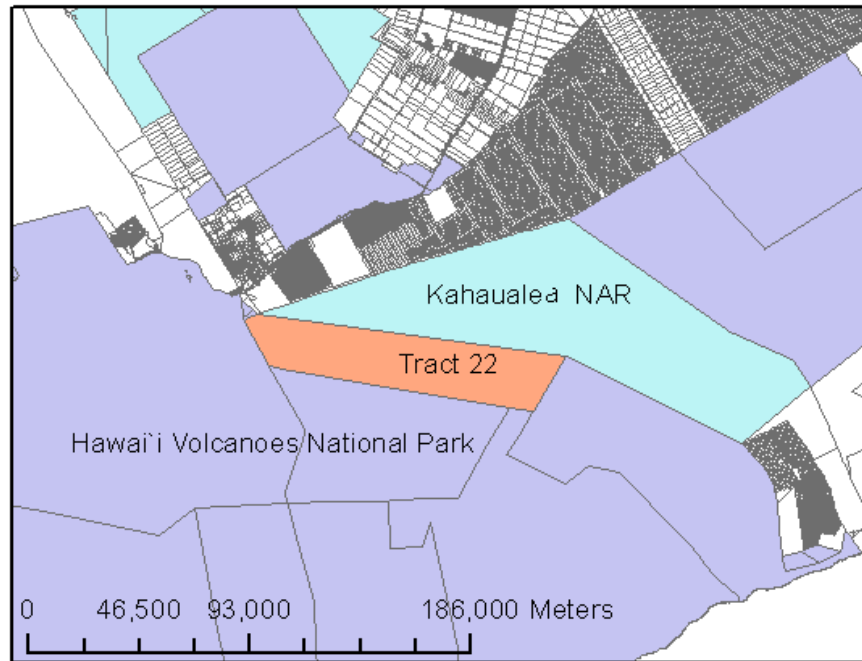 Kahaualea NAR
Tract 22
Hawai`i Volcanoes National Park
0 46,500 93,000 186,000 Meters